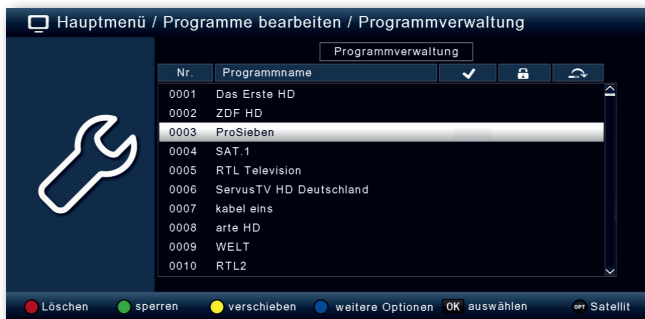 Hauptmenü / Programme bearbeiten / Programmverwaltung
Programmverwaltung
Nr. Programmname
0001 Das Erste HD
0002 ZDF HD
0003 ProSieben
0004 SAT.1
0005 RTL Television
0006 ServusTV HD Deutschland
0007 kabel eins
0008 arte HD
0009 WELT
0010 RTL2
Löschen sperren verschieben weitere Optionen OK auswählen OPT Satellit